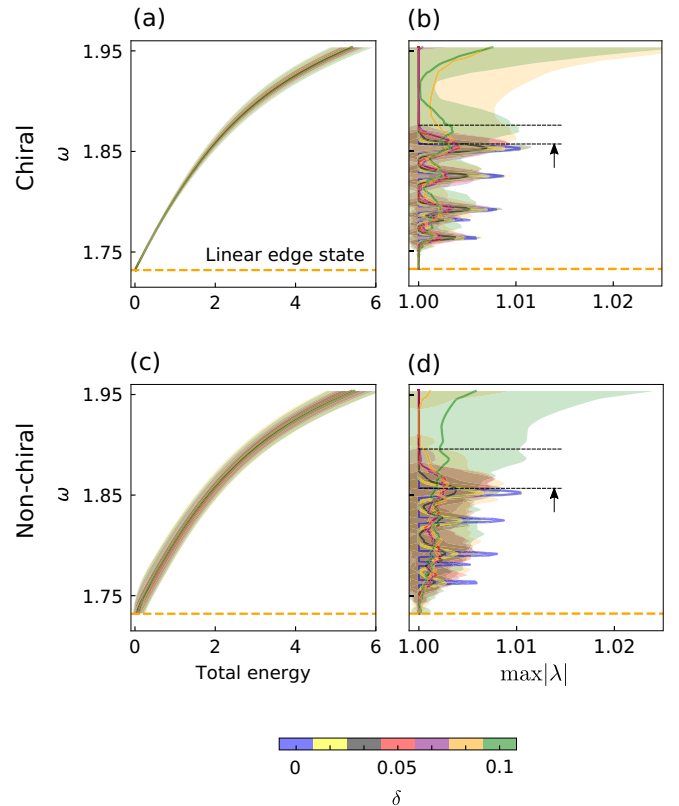 (a)
(b)
1.95
1.85
1.75
ω
Chiral
Linear edge state
0
2
4
6
1.00
1.01
1.02
(c)
(d)
1.95
1.85
1.75
ω
Non-chiral
0
2
4
6
1.00
1.01
1.02
Total energy
max|λ|
0
0.05
0.1
δ